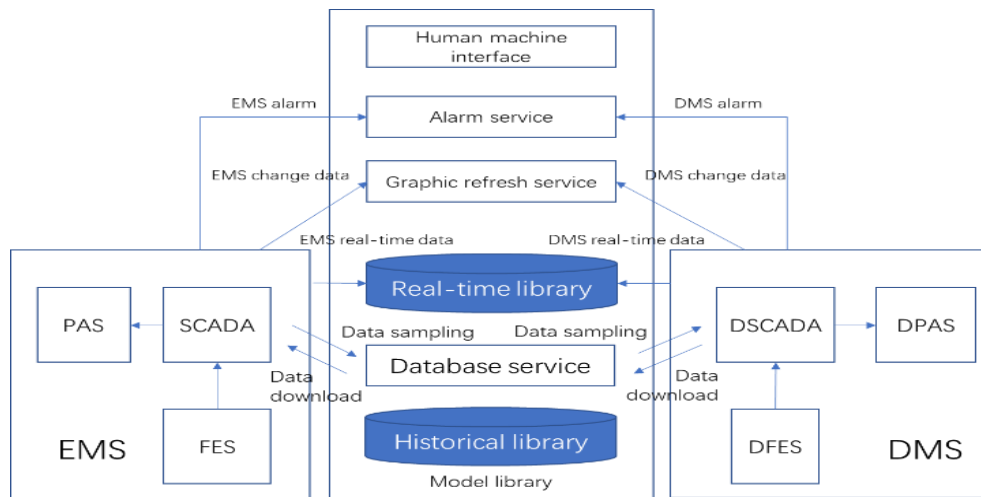 Human machine
interface
EMS alarm
DMS alarm
Alarm service
EMS change data
Graphic refresh service
DMS change data
EMS real-time data
DMS real-time data
Real-time library
PAS
SCADA
DSCADA
DPAS
Data sampling
Data sampling
Database service
Data
download
Data
download
FES
EMS
Historical library
DFES
DMS
Model library